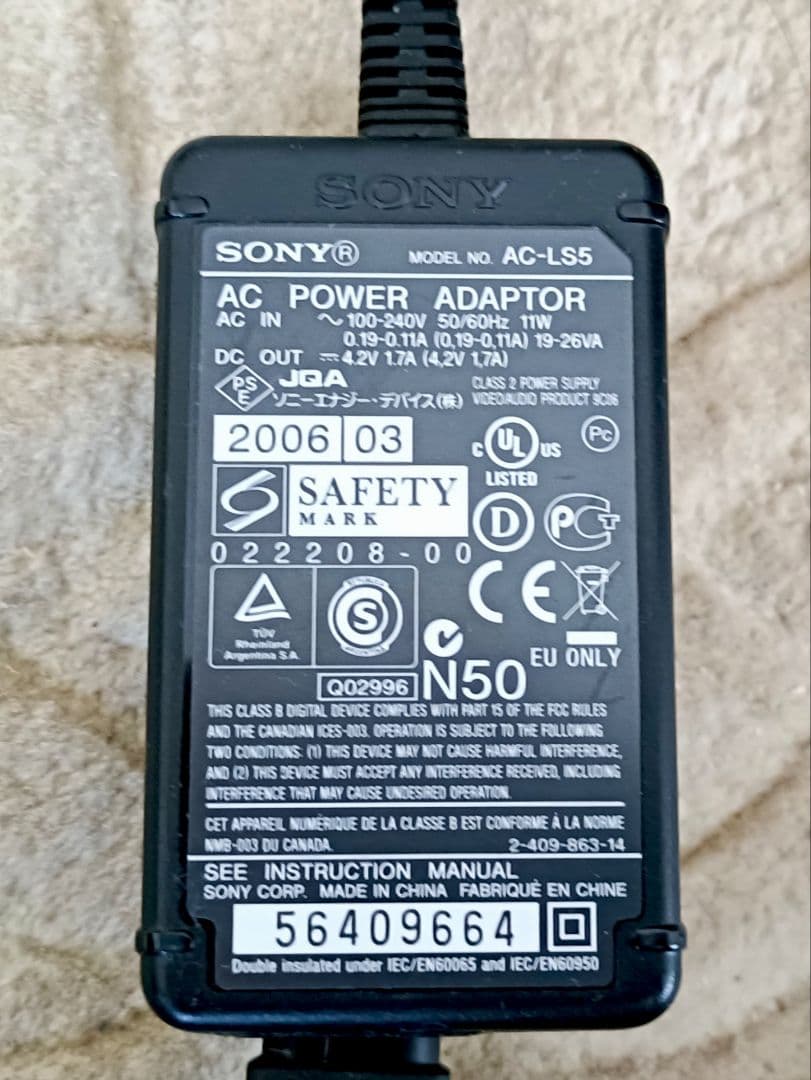 SONY
SONY® MODEL NO. AC-LS5
AC POWER ADAPTOR
AC IN ~ 100-240V 50/60Hz 11W
0.19-0.11A (0,19-0,11A) 19-26VA
DC OUT ⎓ 4.2V 1.7A (4,2V 1,7A)
PSE JQA CLASS 2 POWER SUPPLY
ソニーエナジー・デバイス(株) VIDEO/AUDIO PRODUCT 9C06
2006 03 c UL US Pc
LISTED
S SAFETY
MARK D PCT
022208-00
CE
TÜV
Rheinland
Argentina S.A. S
ARGENTINA
EU ONLY
Q02996 N50
THIS CLASS B DIGITAL DEVICE COMPLIES WITH PART 15 OF THE FCC RULES
AND THE CANADIAN ICES-003. OPERATION IS SUBJECT TO THE FOLLOWING
TWO CONDITIONS: (1) THIS DEVICE MAY NOT CAUSE HARMFUL INTERFERENCE,
AND (2) THIS DEVICE MUST ACCEPT ANY INTERFERENCE RECEIVED, INCLUDING
INTERFERENCE THAT MAY CAUSE UNDESIRED OPERATION.
CET APPAREIL NUMÉRIQUE DE LA CLASSE B EST CONFORME À LA NORME
NMB-003 DU CANADA. 2-409-863-14
SEE INSTRUCTION MANUAL
SONY CORP. MADE IN CHINA FABRIQUÉ EN CHINE
56409664
Double insulated under IEC/EN60065 and IEC/EN60950